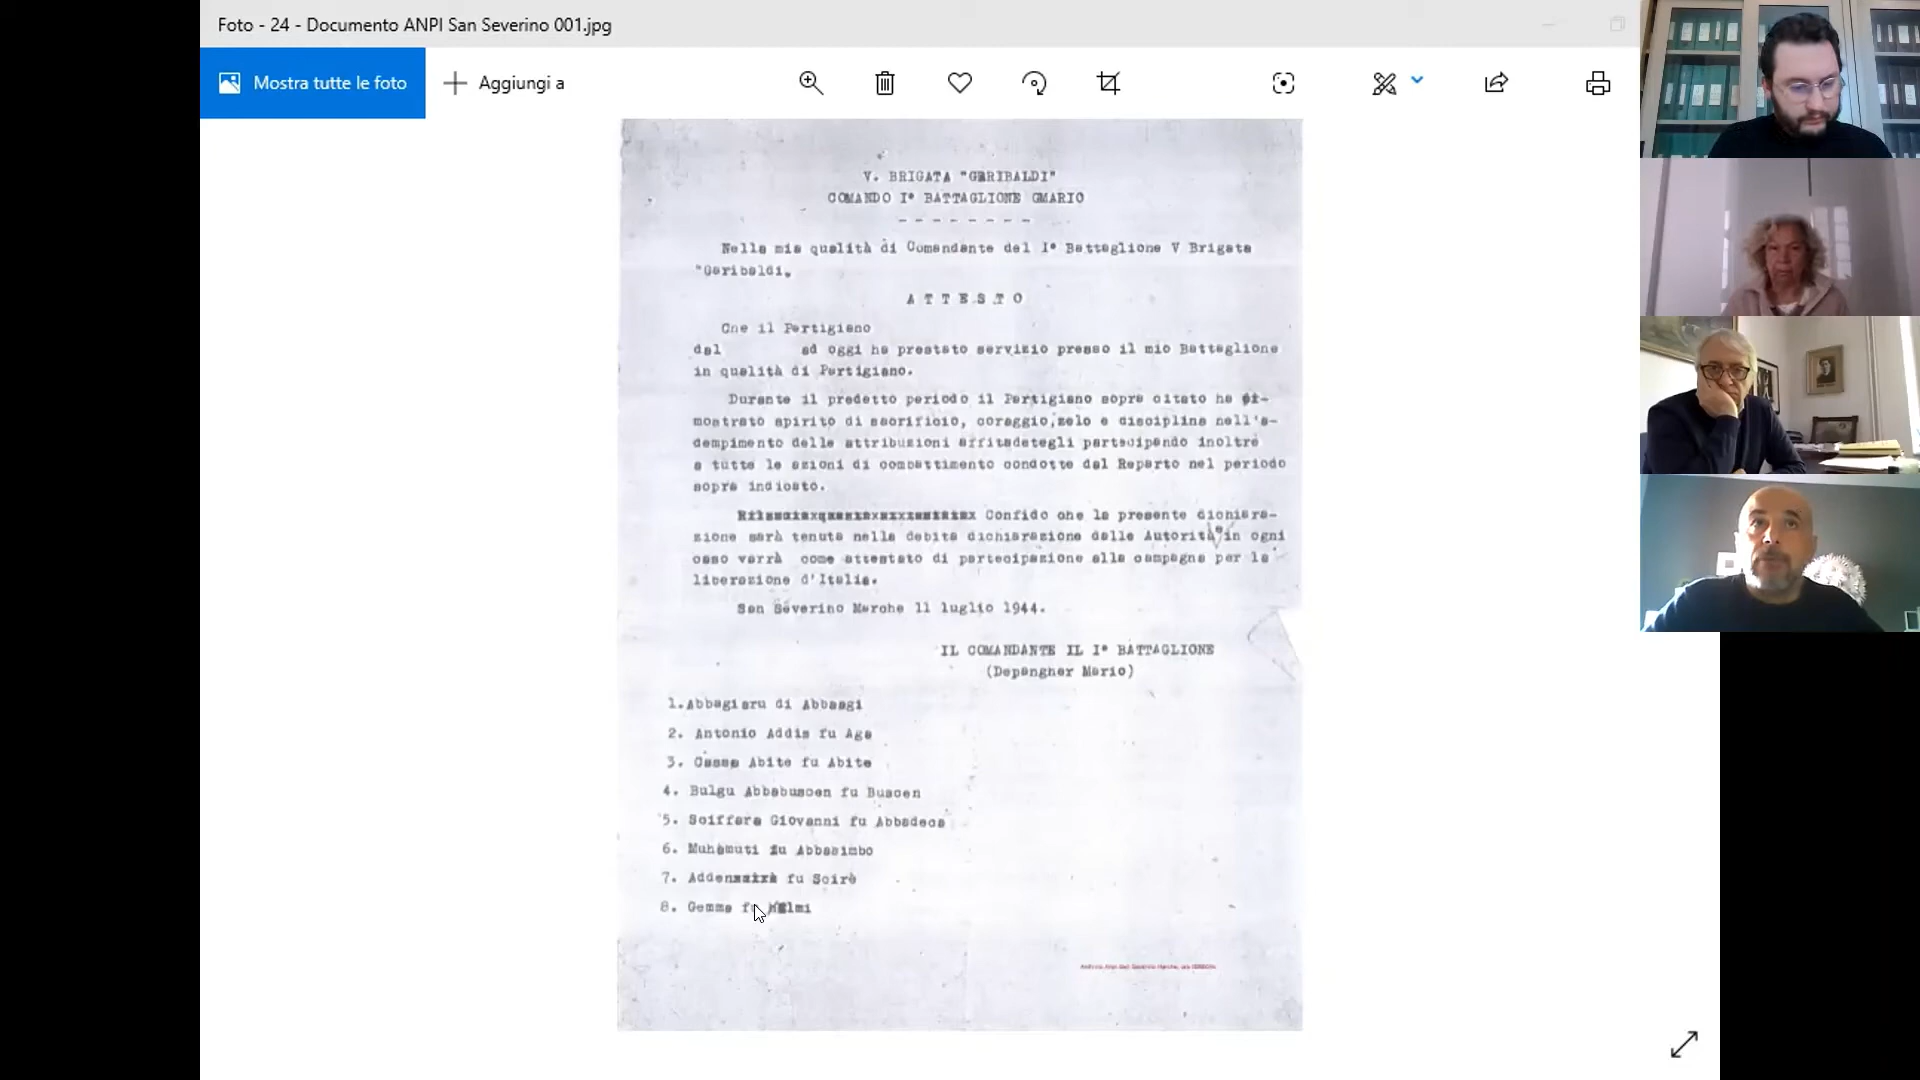 Foto - 24 - Documento ANPI San Severino 001.jpg
Mostra tutte le foto
Aggiungi a
V. BRIGATA "GARIBALDI"
COMANDO I° BATTAGLIONE GMARIO
- - - - - - - -
Nella mia qualità di Comandante del I° Battaglione V Brigata
"Garibaldi.
A T T E S T O
Che il Partigiano
dal ad oggi ha prestato servizio presso il mio Battaglione
in qualità di Partigiano.
Durante il predetto periodo il Partigiano sopra citato ha di-
mostrato spirito di sacrificio, coraggio, zelo e disciplina nell'a-
dempimento delle attribuzioni affitadetegli partecipando inoltre
a tutte le azioni di combattimento condotte dal Reparto nel periodo
sopra indicato.
Confido che la presente dichiara-
zione sarà tenuta nella debita dichiarazione dalle Autorità in ogni
caso verrà come attestato di partecipazione alla campagna per la
liberazione d'Italia.
San Severino Marche 11 luglio 1944.
IL COMANDANTE IL I° BATTAGLIONE
(Depangher Mario)
1. Abbagiaru di Abbaagi
2. Antonio Addis fu Aga
3. Abite fu Abite
4. Bulgu Abbabuscen fu Buscen
5. Sciffara Giovanni fu Abbadeca
6. Muhamuti fu Abbasimbo
7. fu Scirè
8. Gemma